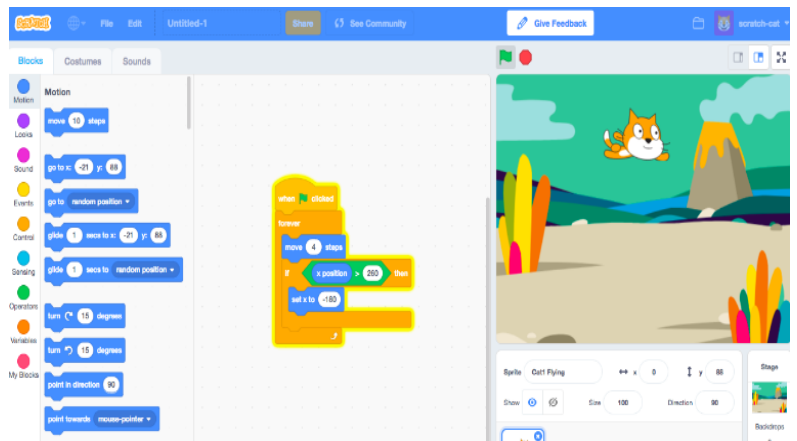 SCRATCH File Edit Untitled-1 Share See Community Give Feedback scratch-cat
Blocks Costumes Sounds
Motion
Looks
Sound
Events
Control
Sensing
Operators
Variables
My Blocks
Motion
move 10 steps
go to x: -21 y: 88
go to random position
glide 1 secs to x: -21 y: 88
glide 1 secs to random position
turn 15 degrees
turn 15 degrees
point in direction 90
point towards mouse-pointer
when clicked
forever
move 4 steps
if x position > 260 then
set x to -180
Sprite Cat1 Flying x 0 y 88
Show Size 100 Direction 90
Stage
Backdrops